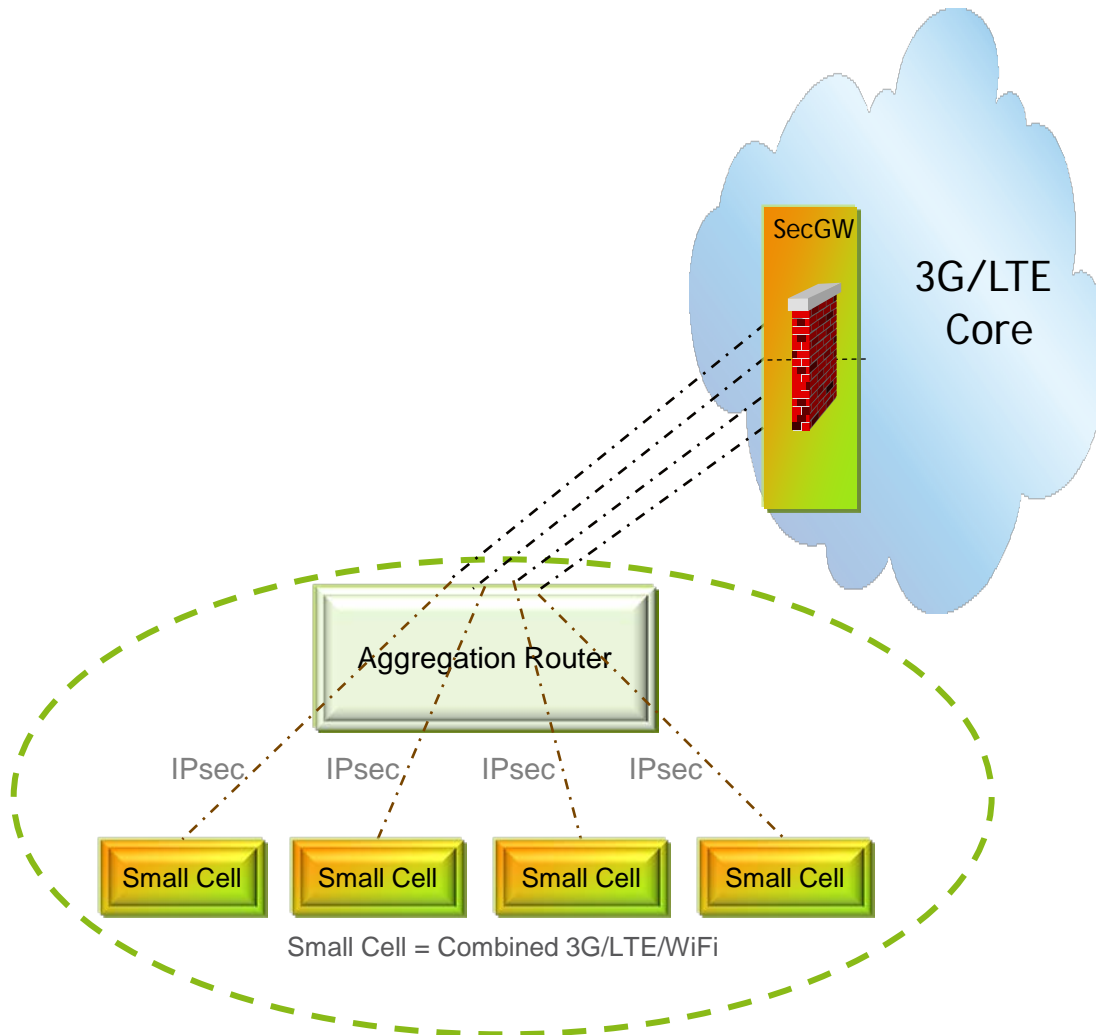 SecGW
3G/LTE
Core
Aggregation Router
IPsec
IPsec
IPsec
IPsec
Small Cell
Small Cell
Small Cell
Small Cell
Small Cell = Combined 3G/LTE/WiFi